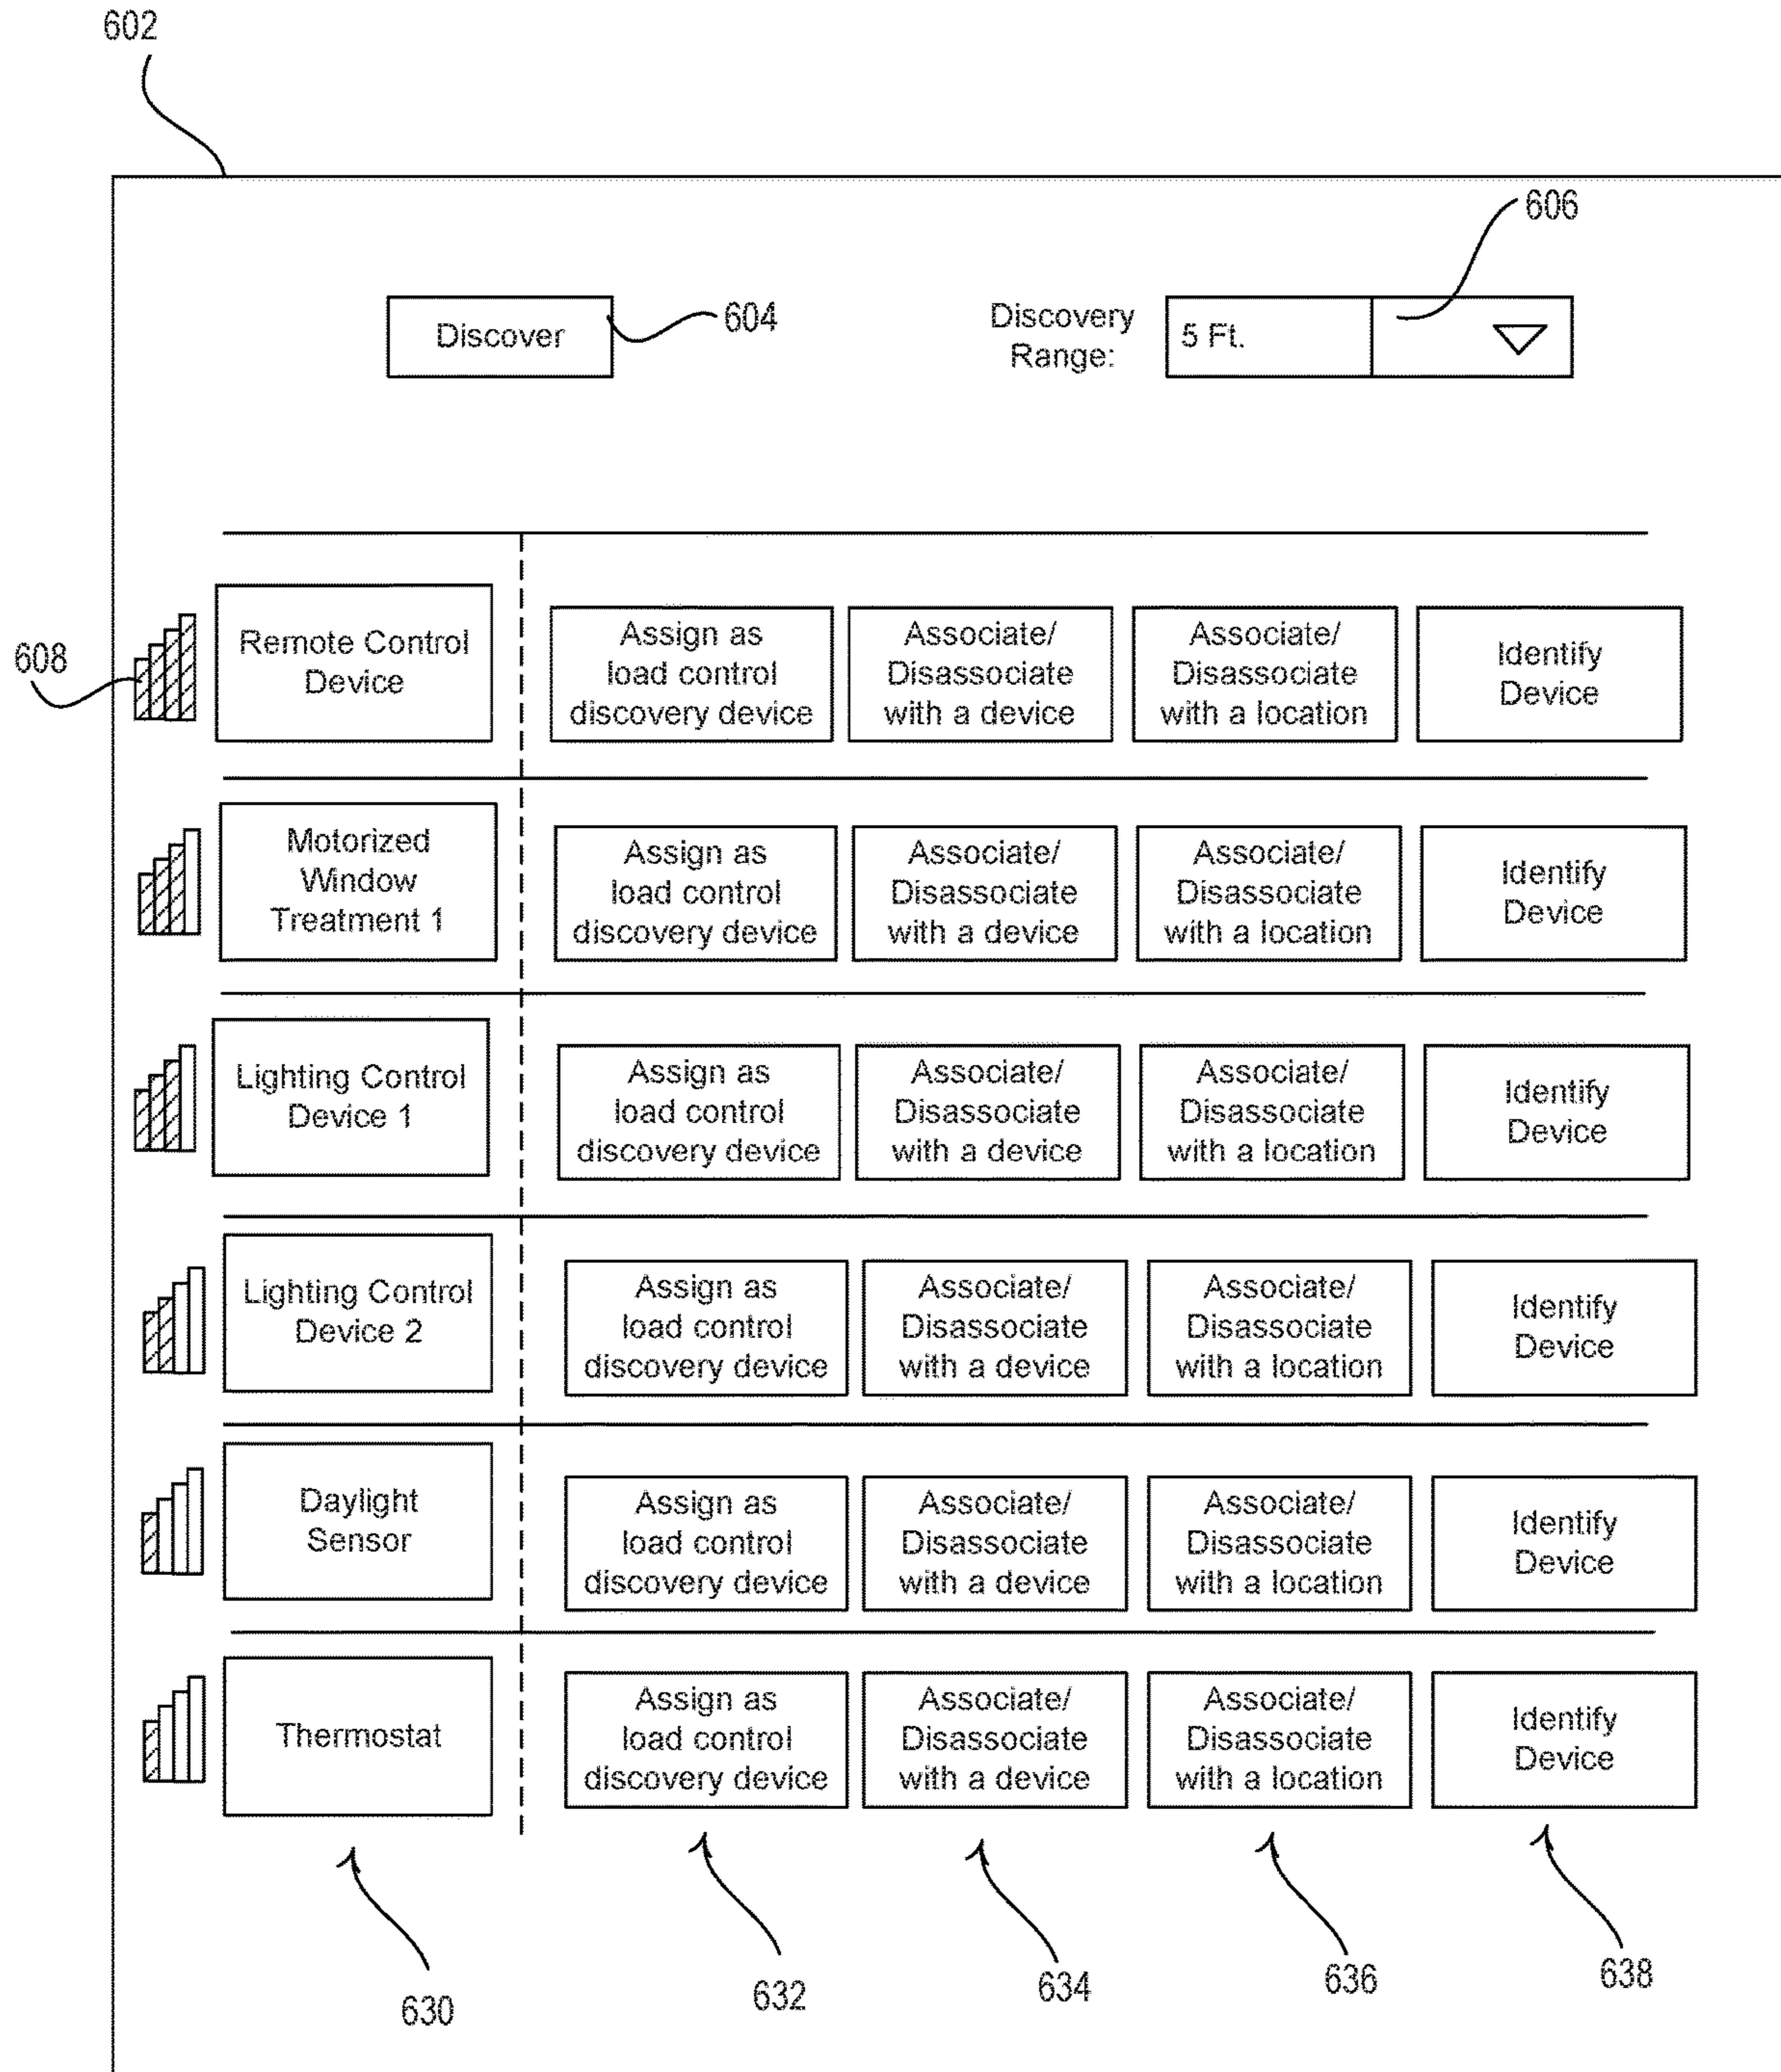 602
606
Discover
604
Discovery
Range:
5 Ft.
608
Remote Control
Device
Assign as
load control
discovery device
Associate/
Disassociate
with a device
Associate/
Disassociate
with a location
Identify
Device
Motorized
Window
Treatment 1
Assign as
load control
discovery device
Associate/
Disassociate
with a device
Associate/
Disassociate
with a location
Identify
Device
Lighting Control
Device 1
Assign as
load control
discovery device
Associate/
Disassociate
with a device
Associate/
Disassociate
with a location
Identify
Device
Lighting Control
Device 2
Assign as
load control
discovery device
Associate/
Disassociate
with a device
Associate/
Disassociate
with a location
Identify
Device
Daylight
Sensor
Assign as
load control
discovery device
Associate/
Disassociate
with a device
Associate/
Disassociate
with a location
Identify
Device
Thermostat
Assign as
load control
discovery device
Associate/
Disassociate
with a device
Associate/
Disassociate
with a location
Identify
Device
630
632
634
636
638